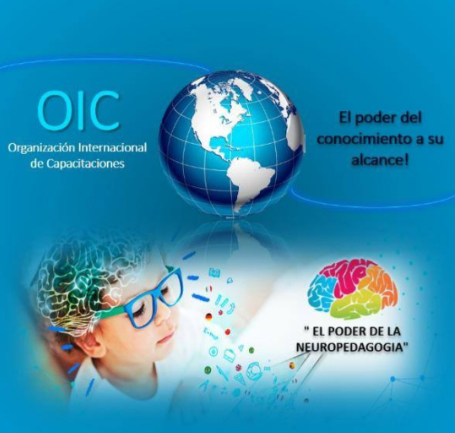 OIC
Organización Internacional
de Capacitaciones
El poder del
conocimiento a su
alcance!
" EL PODER DE LA
NEUROPEDAGOGIA"